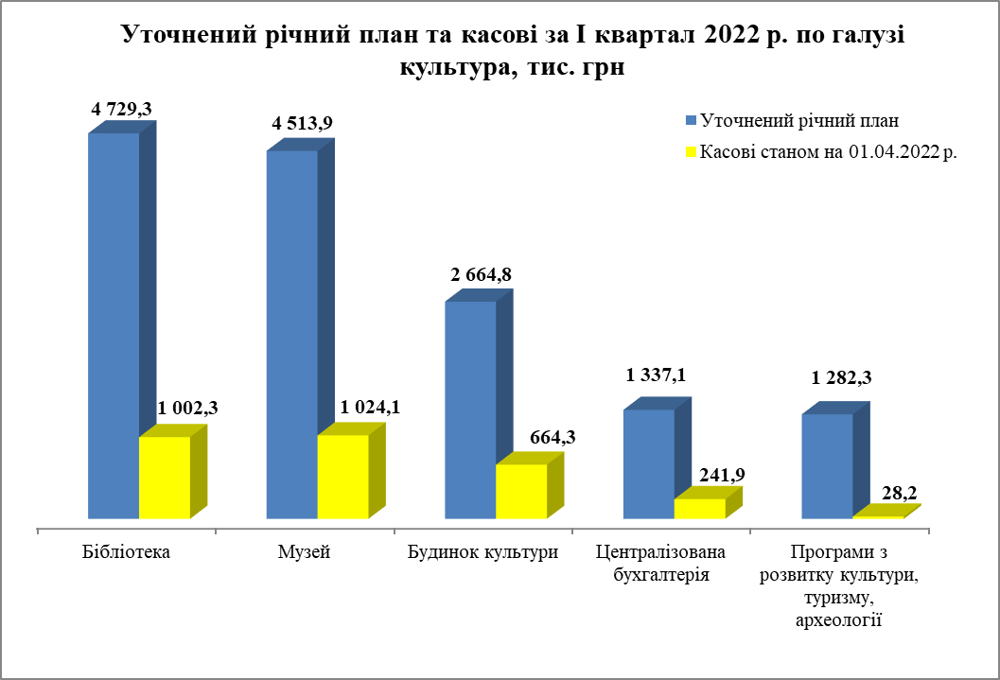 Уточнений річний план та касові за І квартал 2022 р. по галузі
культура, тис. грн
4 729,3
4 513,9
Уточнений річний план
Касові станом на 01.04.2022 р.
2 664,8
1 337,1
1 282,3
1 002,3
1 024,1
664,3
241,9
28,2
Бібліотека
Музей
Будинок культури
Централізована
бухгалтерія
Програми з
розвитку культури,
туризму,
археології